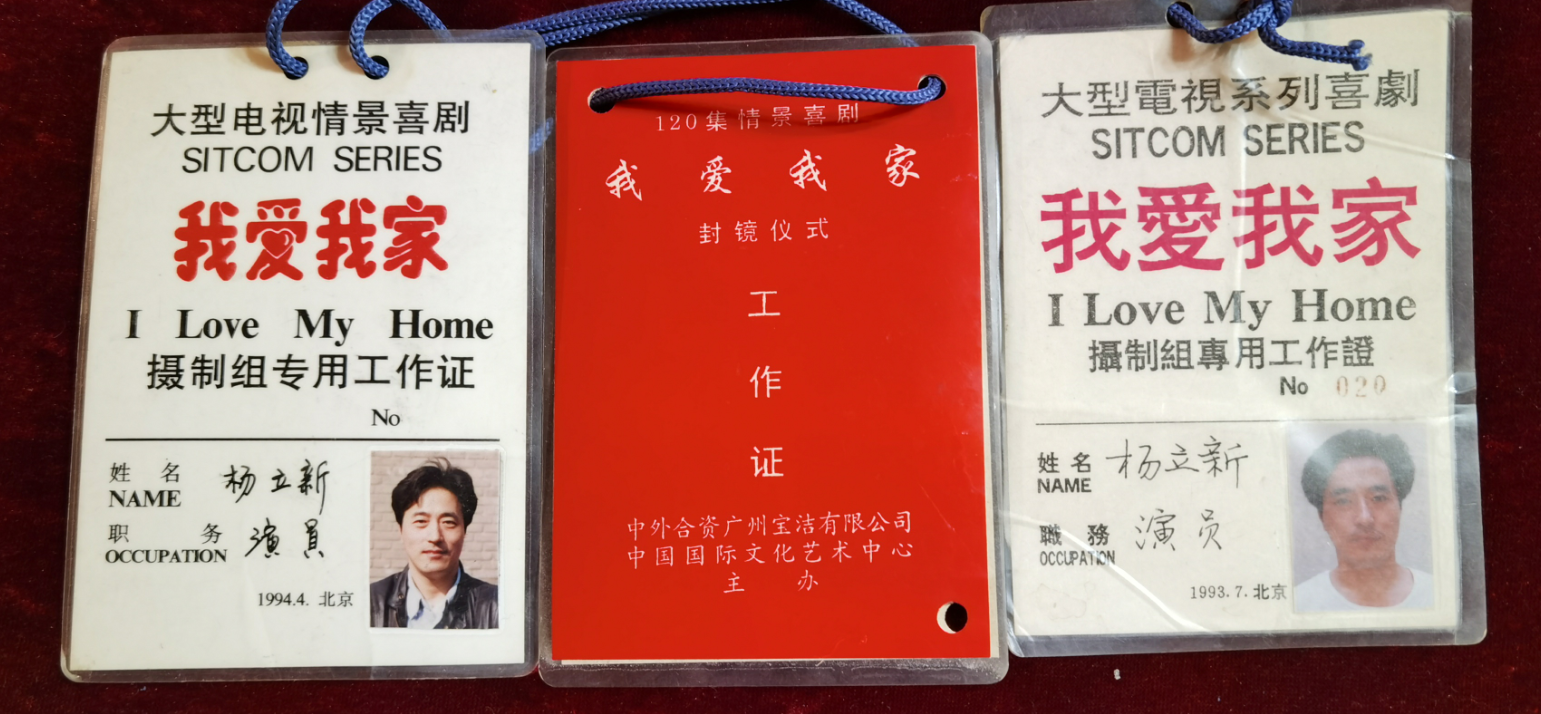 大型电视情景喜剧
SITCOM SERIES
我爱我家
I Love My Home
摄制组专用工作证
No
姓名 杨立新
NAME
职务 演员
OCCUPATION
1994.4. 北京
120集情景喜剧
我爱我家
封镜仪式
工
作
证
中外合资广州宝洁有限公司
中国国际文化艺术中心
主办
大型電視系列喜劇
SITCOM SERIES
我愛我家
I Love My Home
攝制組專用工作證
No 020
姓名 杨立新
NAME
職務 演员
OCCUPATION
1993.7.北京